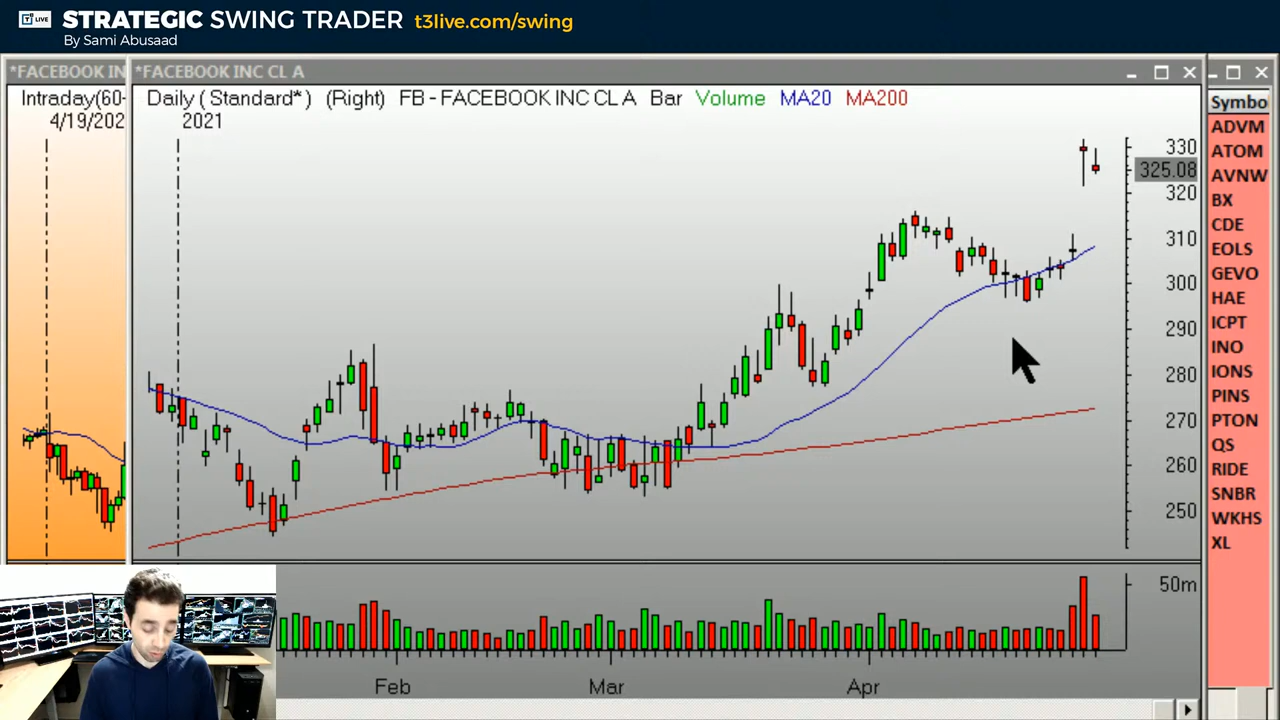 LIVE STRATEGIC SWING TRADER t3live.com/swing
By Sami Abusaad
*FACEBOOK IN
*FACEBOOK INC CL A
Intraday(60-
4/19/202
Daily (Standard*) (Right) FB - FACEBOOK INC CL A Bar Volume MA20 MA200
2021
330
325.08
320
310
300
290
280
270
260
250
50m
Feb
Mar
Apr
Symbo
ADVM
ATOM
AVNW
BX
CDE
EOLS
GEVO
HAE
ICPT
INO
IONS
PINS
PTON
QS
RIDE
SNBR
WKHS
XL